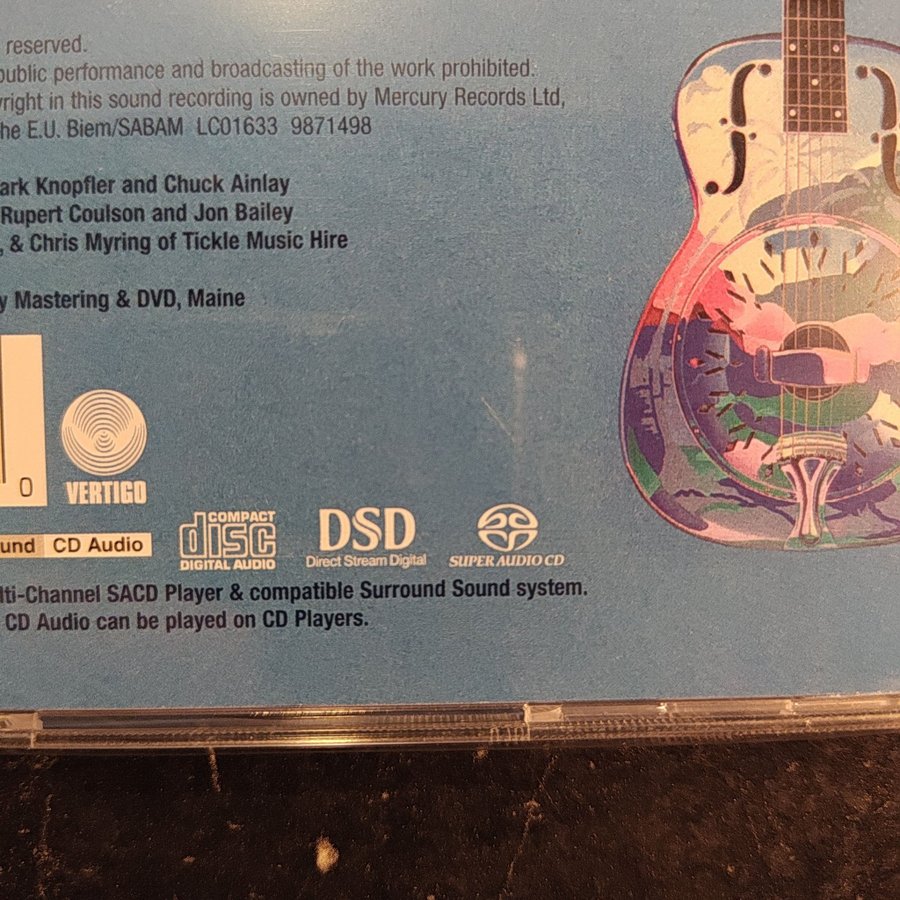 reserved.
public performance and broadcasting of the work prohibited.
yright in this sound recording is owned by Mercury Records Ltd,
he E.U. Biem/SABAM LC01633 9871498
ark Knopfler and Chuck Ainlay
Rupert Coulson and Jon Bailey
, & Chris Myring of Tickle Music Hire
y Mastering & DVD, Maine
0
VERTIGO
und CD Audio
COMPACT
disc
DIGITAL AUDIO
DSD
Direct Stream Digital
SUPER AUDIO CD
lti-Channel SACD Player & compatible Surround Sound system.
CD Audio can be played on CD Players.